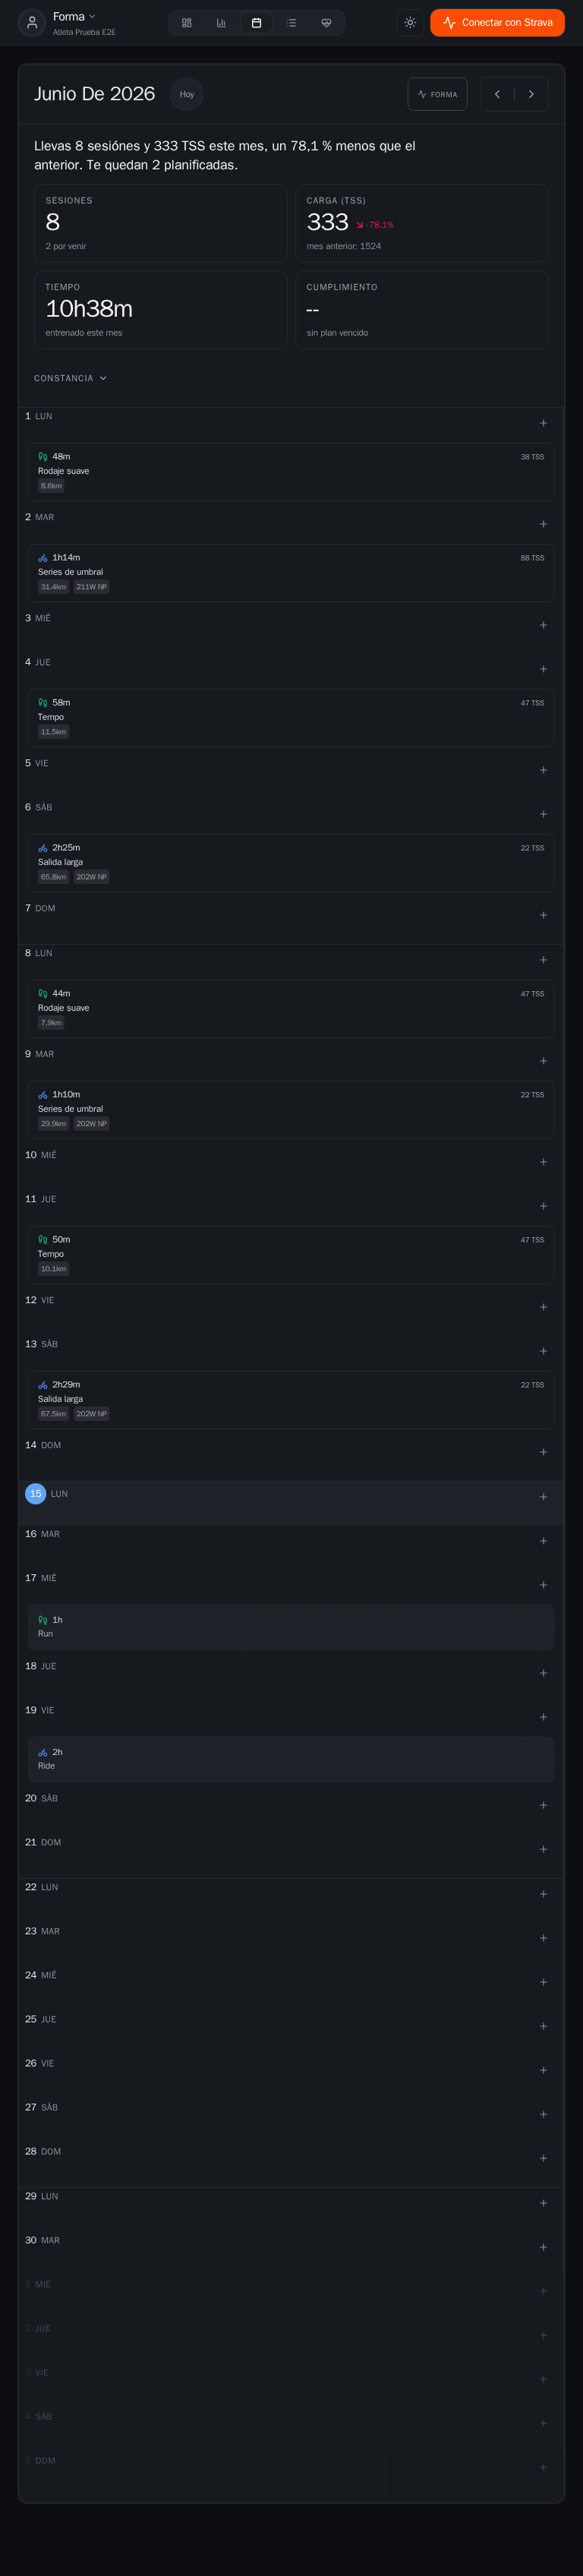 Forma
Atleta Prueba E2E
Conectar con Strava
Junio De 2026
Hoy
FORMA
Llevas 8 sesiónes y 333 TSS este mes, un 78,1 % menos que el
anterior. Te quedan 2 planificadas.
SESIONES
8
2 por venir
CARGA (TSS)
333 -78,1%
mes anterior: 1524
TIEMPO
10h38m
entrenado este mes
CUMPLIMIENTO
--
sin plan vencido
CONSTANCIA
1 LUN
48m 38 TSS
Rodaje suave
8.6km
2 MAR
1h14m 88 TSS
Series de umbral
31.4km 211W NP
3 MIÉ
4 JUE
58m 47 TSS
Tempo
11.5km
5 VIE
6 SÁB
2h25m 22 TSS
Salida larga
65.8km 202W NP
7 DOM
8 LUN
44m 47 TSS
Rodaje suave
7.9km
9 MAR
1h10m 22 TSS
Series de umbral
29.9km 202W NP
10 MIÉ
11 JUE
50m 47 TSS
Tempo
10.1km
12 VIE
13 SÁB
2h29m 22 TSS
Salida larga
67.5km 202W NP
14 DOM
15 LUN
16 MAR
17 MIÉ
1h
Run
18 JUE
19 VIE
2h
Ride
20 SÁB
21 DOM
22 LUN
23 MAR
24 MIÉ
25 JUE
26 VIE
27 SÁB
28 DOM
29 LUN
30 MAR
1 MIÉ
2 JUE
3 VIE
4 SÁB
5 DOM